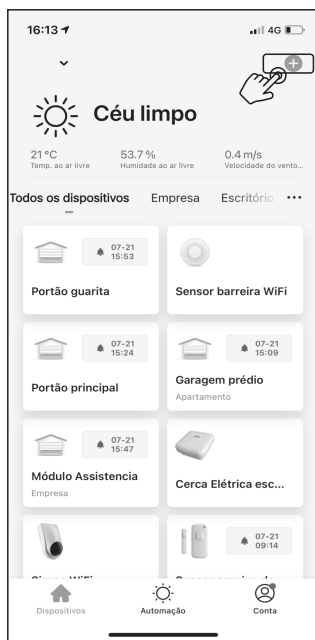 16:13 4G
Céu limpo
21 °C 53.7 % 0.4 m/s
Temp. ao ar livre Humidade ao ar livre Velocidade do vento...
Todos os dispositivos Empresa Escritório ...
07-21
15:53
Portão guarita
Sensor barreira WiFi
07-21
15:24
Portão principal
07-21
15:09
Garagem prédio
Apartamento
07-21
15:47
Módulo Assistencia
Empresa
Cerca Elétrica esc...
07-21
09:14
Dispositivos Automação Conta